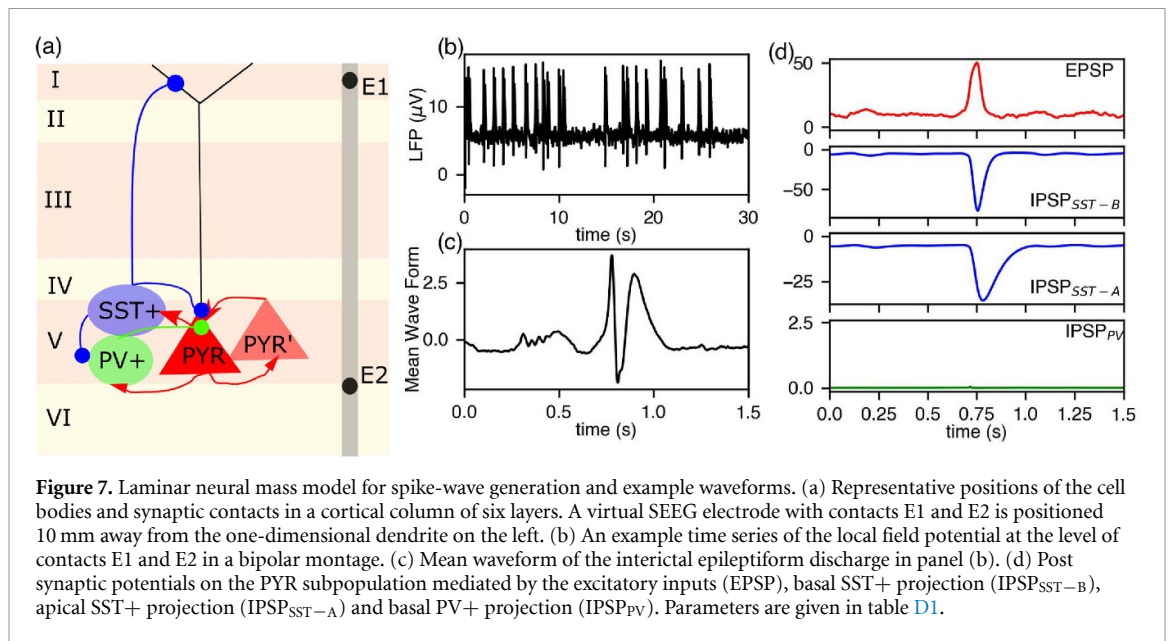 (a)
I
II
III
IV
V
VI
SST+
PV+
PYR
PYR'
E1
E2
(b)
LFP (µV)
10
0
0 10 20 30
time (s)
(c)
Mean Wave Form
2.5
0.0
0.0 0.5 1.0 1.5
time (s)
(d)
50
0
EPSP
0
−50
IPSP_SST−B
0
−25
IPSP_SST−A
2.5
0.0
IPSP_PV
0.0 0.25 0.50 0.75 1.00 1.25 1.5
time (s)
Figure 7. Laminar neural mass model for spike-wave generation and example waveforms. (a) Representative positions of the cell
bodies and synaptic contacts in a cortical column of six layers. A virtual SEEG electrode with contacts E1 and E2 is positioned
10 mm away from the one-dimensional dendrite on the left. (b) An example time series of the local field potential at the level of
contacts E1 and E2 in a bipolar montage. (c) Mean waveform of the interictal epileptiform discharge in panel (b). (d) Post
synaptic potentials on the PYR subpopulation mediated by the excitatory inputs (EPSP), basal SST+ projection (IPSP_SST−B),
apical SST+ projection (IPSP_SST−A) and basal PV+ projection (IPSP_PV). Parameters are given in table D1.